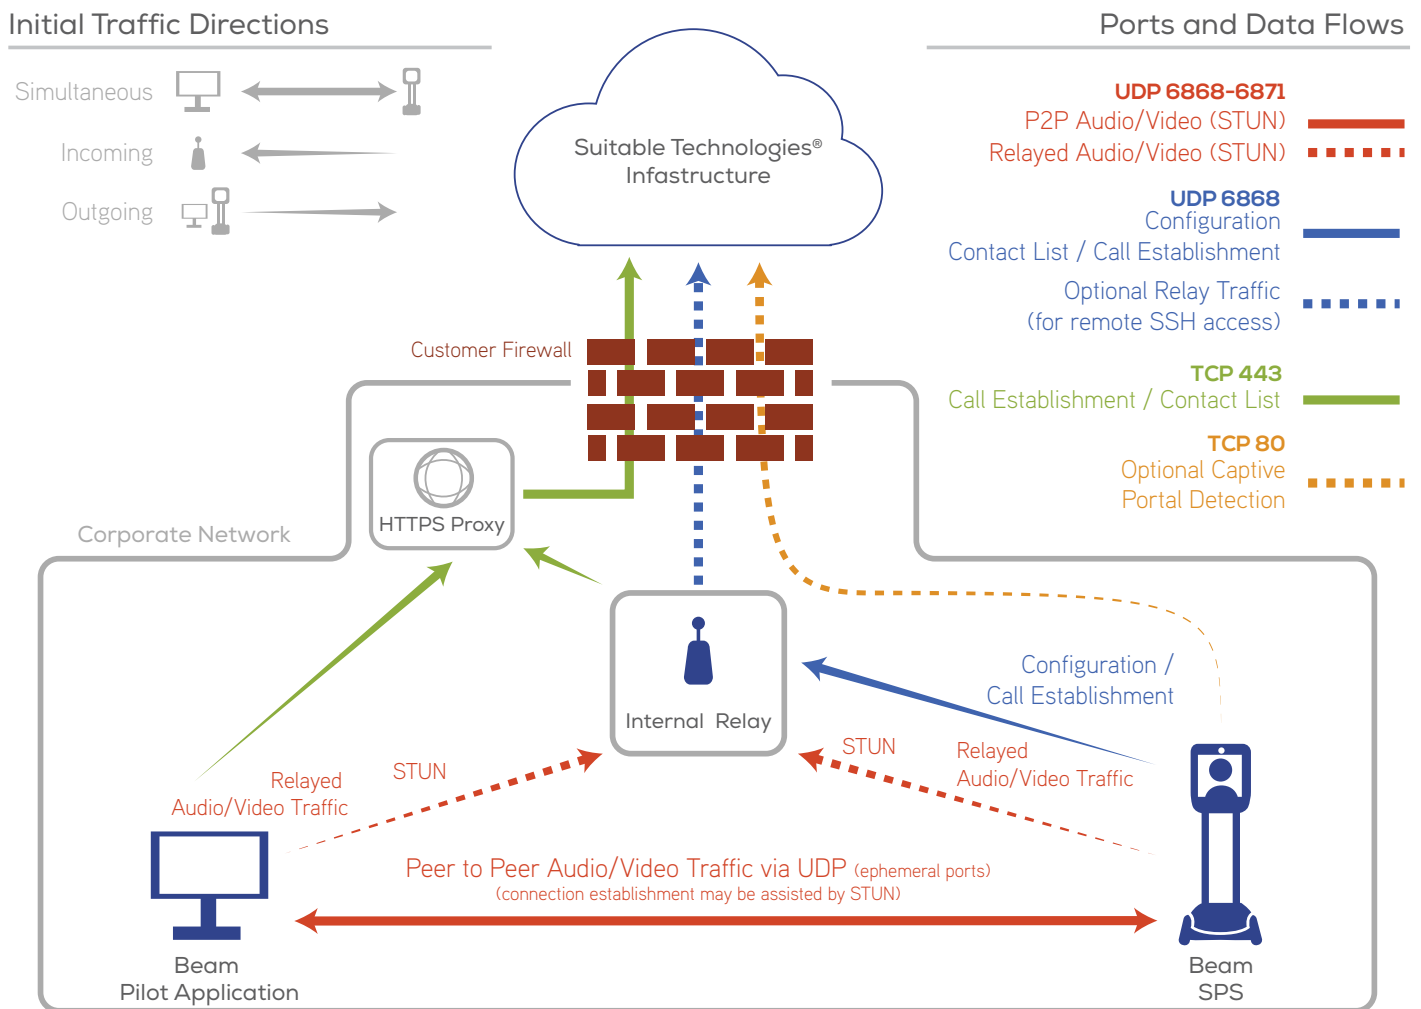 Initial Traffic Directions
Simultaneous
Incoming
Outgoing
Suitable Technologies®
Infastructure
Ports and Data Flows
UDP 6868-6871
P2P Audio/Video (STUN)
Relayed Audio/Video (STUN)
UDP 6868
Configuration
Contact List / Call Establishment
Optional Relay Traffic
(for remote SSH access)
TCP 443
Call Establishment / Contact List
TCP 80
Optional Captive
Portal Detection
Customer Firewall
HTTPS Proxy
Corporate Network
Internal Relay
Configuration /
Call Establishment
STUN
Relayed
Audio/Video Traffic
Relayed
Audio/Video Traffic
STUN
Peer to Peer Audio/Video Traffic via UDP (ephemeral ports)
(connection establishment may be assisted by STUN)
Beam
Pilot Application
Beam
SPS